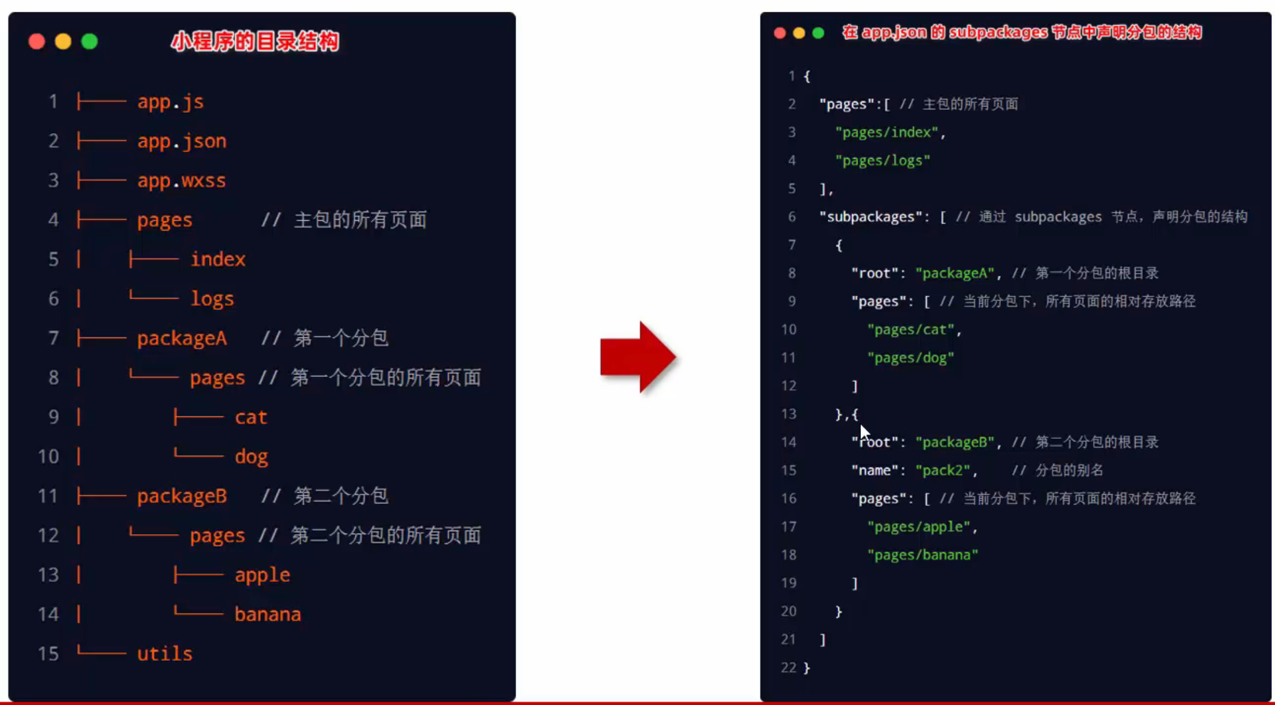 小程序的目录结构
1 ├── app.js
2 ├── app.json
3 ├── app.wxss
4 ├── pages // 主包的所有页面
5 │ ├── index
6 │ └── logs
7 ├── packageA // 第一个分包
8 │ └── pages // 第一个分包的所有页面
9 │ ├── cat
10 │ └── dog
11 ├── packageB // 第二个分包
12 │ └── pages // 第二个分包的所有页面
13 │ ├── apple
14 │ └── banana
15 └── utils
在 app.json 的 subpackages 节点中声明分包的结构
1 {
2 "pages":[ // 主包的所有页面
3 "pages/index",
4 "pages/logs"
5 ],
6 "subpackages": [ // 通过 subpackages 节点，声明分包的结构
7 {
8 "root": "packageA", // 第一个分包的根目录
9 "pages": [ // 当前分包下，所有页面的相对存放路径
10 "pages/cat",
11 "pages/dog"
12 ]
13 },{
14 "root": "packageB", // 第二个分包的根目录
15 "name": "pack2", // 分包的别名
16 "pages": [ // 当前分包下，所有页面的相对存放路径
17 "pages/apple",
18 "pages/banana"
19 ]
20 }
21 ]
22 }